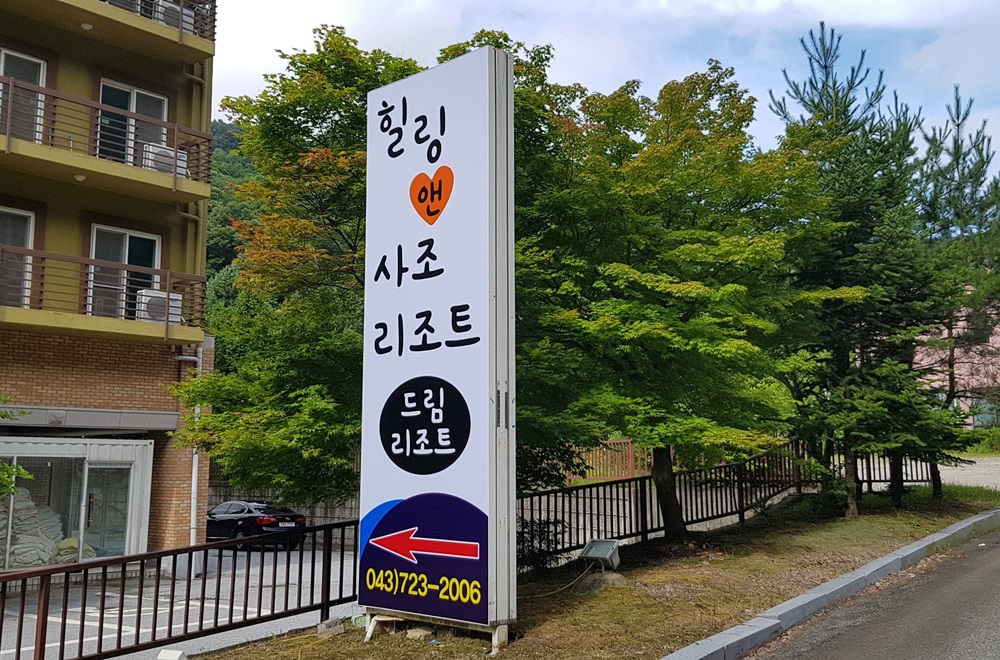 힐링
앤
사조
리조트
드림
리조트
043)723-2006